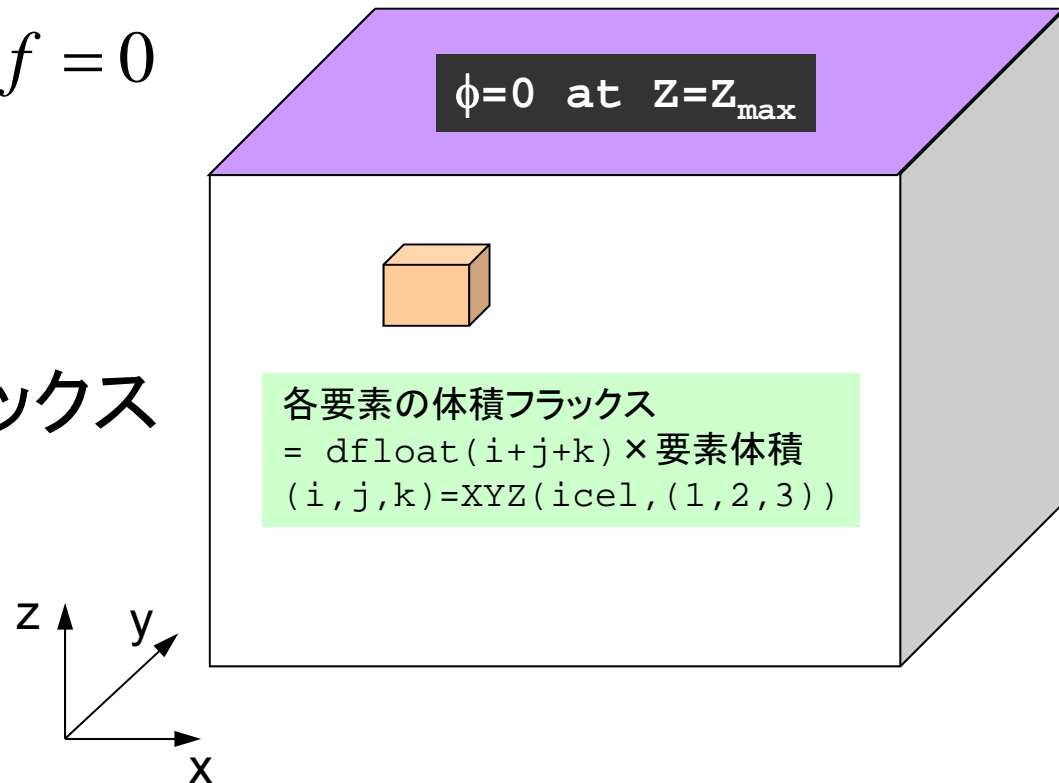 f = 0
φ=0 at Z=Zmax
ックス
各要素の体積フラックス
= dfloat(i+j+k)×要素体積
(i,j,k)=XYZ(icel,(1,2,3))
z
y
x